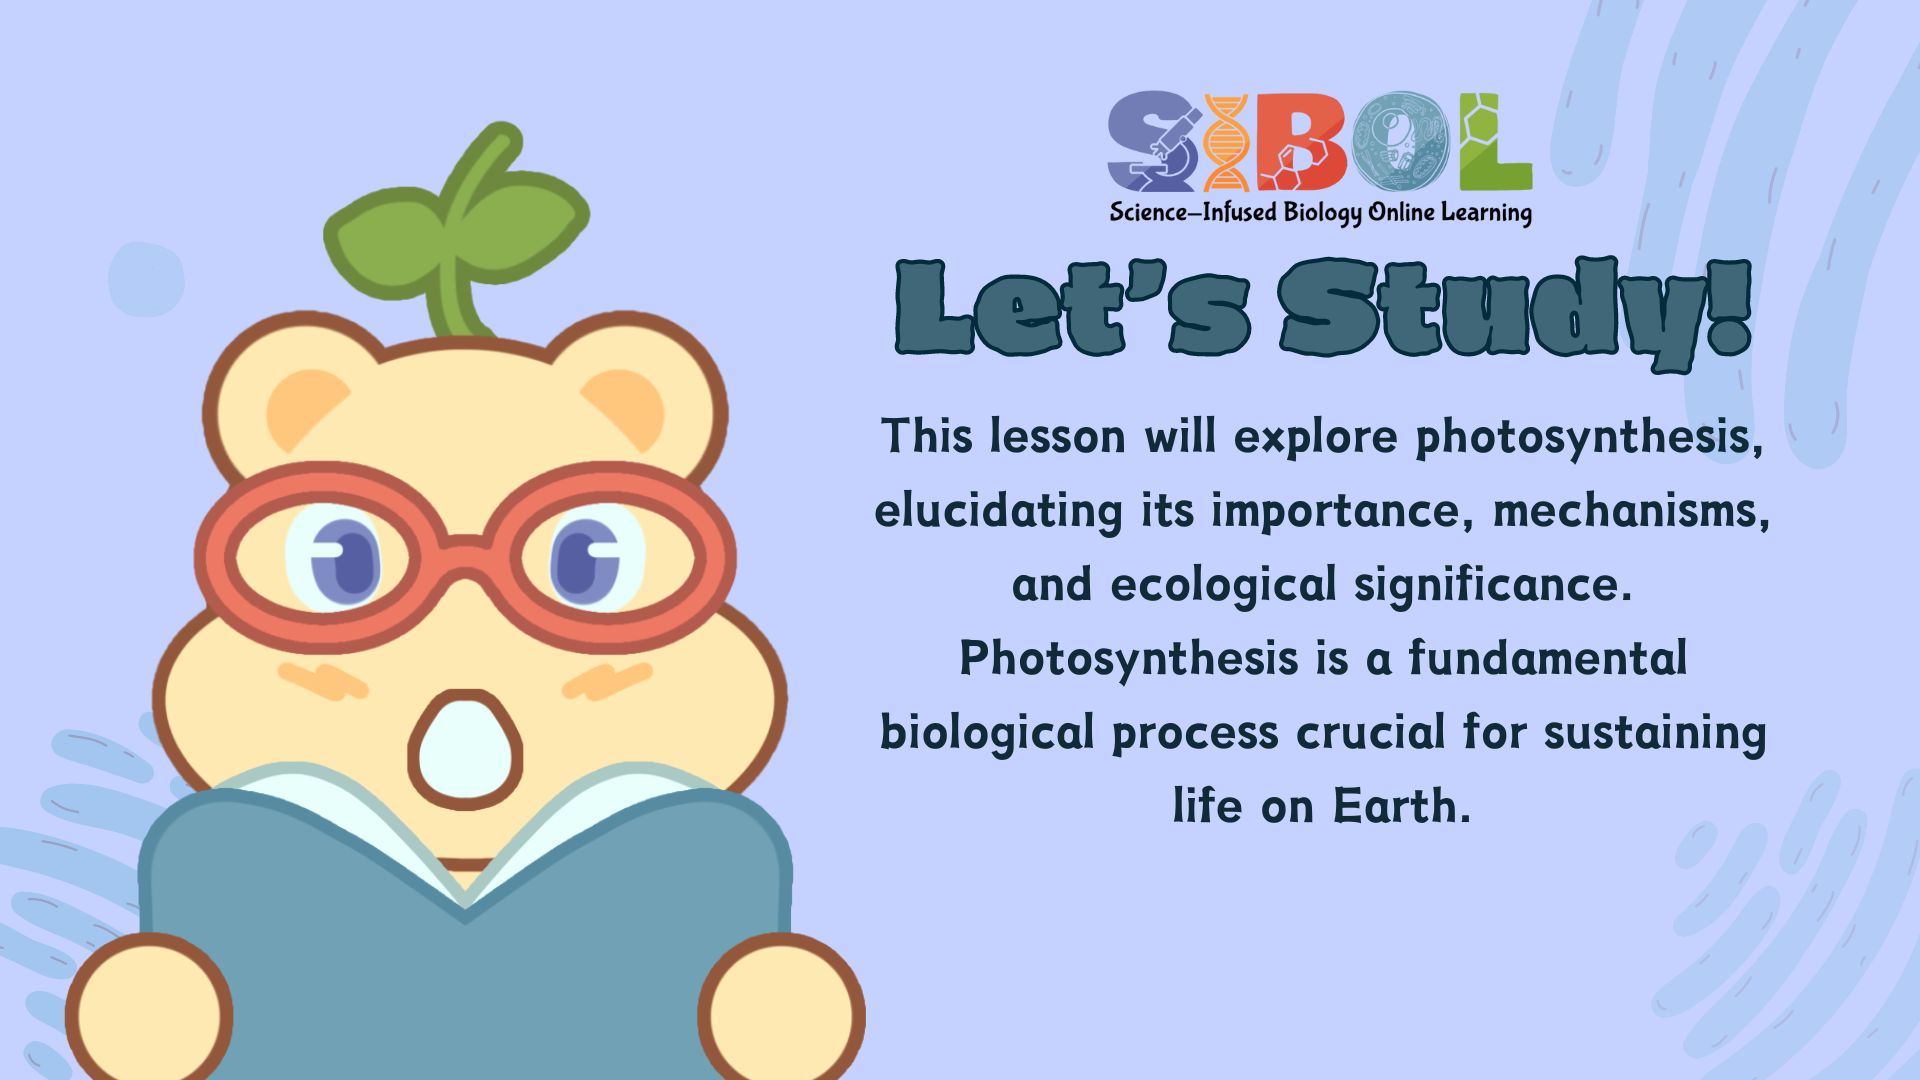 SIBOL
Science-Infused Biology Online Learning
Let's Study!
This lesson will explore photosynthesis,
elucidating its importance, mechanisms,
and ecological significance.
Photosynthesis is a fundamental
biological process crucial for sustaining
life on Earth.